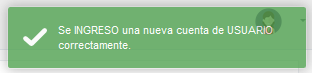 Se INGRESO una nueva cuenta de USUARIO
correctamente.